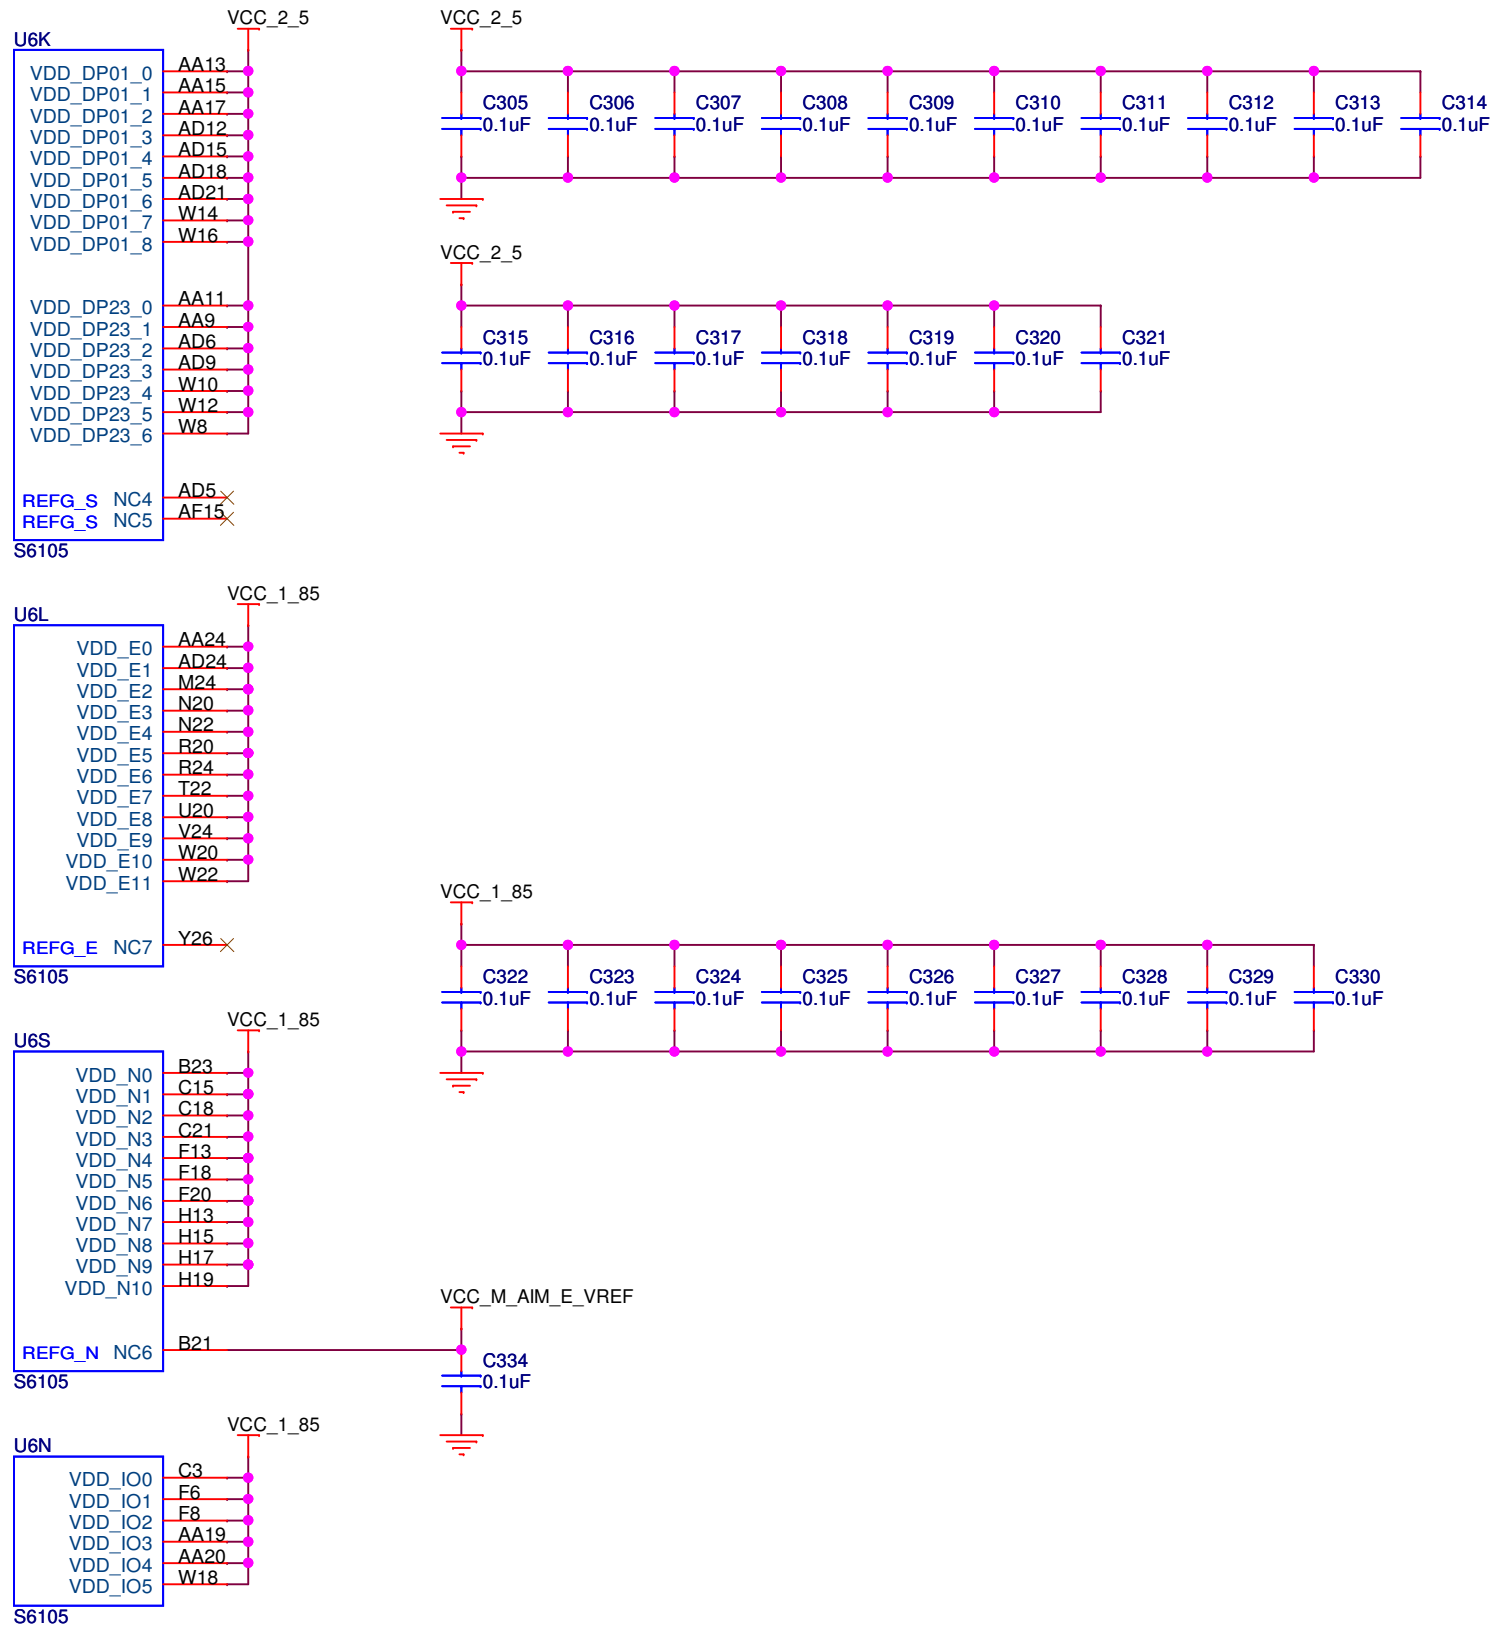 VCC_2_5
U6K
VDD_DP01_0 AA13
VDD_DP01_1 AA15
VDD_DP01_2 AA17
VDD_DP01_3 AD12
VDD_DP01_4 AD15
VDD_DP01_5 AD18
VDD_DP01_6 AD21
VDD_DP01_7 W14
VDD_DP01_8 W16
VDD_DP23_0 AA11
VDD_DP23_1 AA9
VDD_DP23_2 AD6
VDD_DP23_3 AD9
VDD_DP23_4 W10
VDD_DP23_5 W12
VDD_DP23_6 W8
REFG_S NC4 AD5
REFG_S NC5 AF15
S6105
VCC_2_5
C305 C306 C307 C308 C309 C310 C311 C312 C313 C314
0.1uF 0.1uF 0.1uF 0.1uF 0.1uF 0.1uF 0.1uF 0.1uF 0.1uF 0.1uF
VCC_2_5
C315 C316 C317 C318 C319 C320 C321
0.1uF 0.1uF 0.1uF 0.1uF 0.1uF 0.1uF 0.1uF
VCC_1_85
U6L
VDD_E0 AA24
VDD_E1 AD24
VDD_E2 M24
VDD_E3 N20
VDD_E4 N22
VDD_E5 R20
VDD_E6 R24
VDD_E7 T22
VDD_E8 U20
VDD_E9 V24
VDD_E10 W20
VDD_E11 W22
REFG_E NC7 Y26
S6105
VCC_1_85
C322 C323 C324 C325 C326 C327 C328 C329 C330
0.1uF 0.1uF 0.1uF 0.1uF 0.1uF 0.1uF 0.1uF 0.1uF 0.1uF
VCC_1_85
U6S
VDD_N0 B23
VDD_N1 C15
VDD_N2 C18
VDD_N3 C21
VDD_N4 F13
VDD_N5 F18
VDD_N6 F20
VDD_N7 H13
VDD_N8 H15
VDD_N9 H17
VDD_N10 H19
REFG_N NC6 B21
S6105
VCC_M_AIM_E_VREF
C334
0.1uF
VCC_1_85
U6N
VDD_IO0 C3
VDD_IO1 F6
VDD_IO2 F8
VDD_IO3 AA19
VDD_IO4 AA20
VDD_IO5 W18
S6105